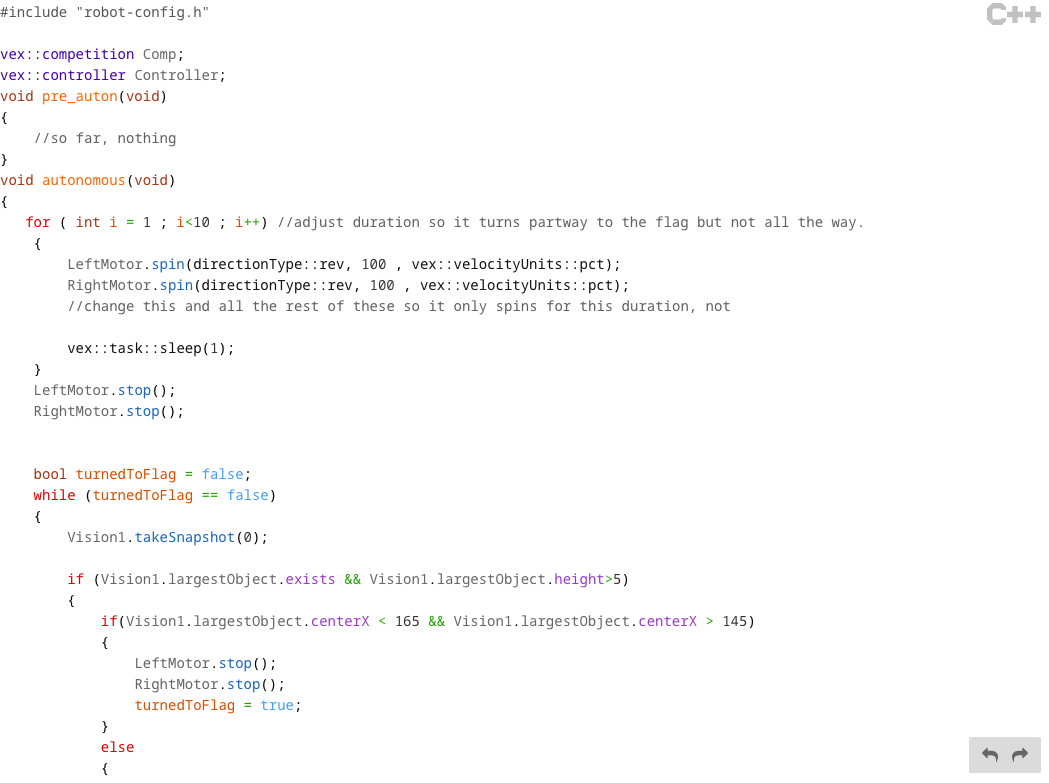 #include "robot-config.h"
C++
vex::competition Comp;
vex::controller Controller;
void pre_auton(void)
{
    //so far, nothing
}
void autonomous(void)
{
   for ( int i = 1 ; i<10 ; i++) //adjust duration so it turns partway to the flag but not all the way.
    {
        LeftMotor.spin(directionType::rev, 100 , vex::velocityUnits::pct);
        RightMotor.spin(directionType::rev, 100 , vex::velocityUnits::pct);
        //change this and all the rest of these so it only spins for this duration, not
        vex::task::sleep(1);
    }
    LeftMotor.stop();
    RightMotor.stop();
    bool turnedToFlag = false;
    while (turnedToFlag == false)
    {
        Vision1.takeSnapshot(0);
        if (Vision1.largestObject.exists && Vision1.largestObject.height>5)
        {
            if(Vision1.largestObject.centerX < 165 && Vision1.largestObject.centerX > 145)
            {
                LeftMotor.stop();
                RightMotor.stop();
                turnedToFlag = true;
            }
            else
            {